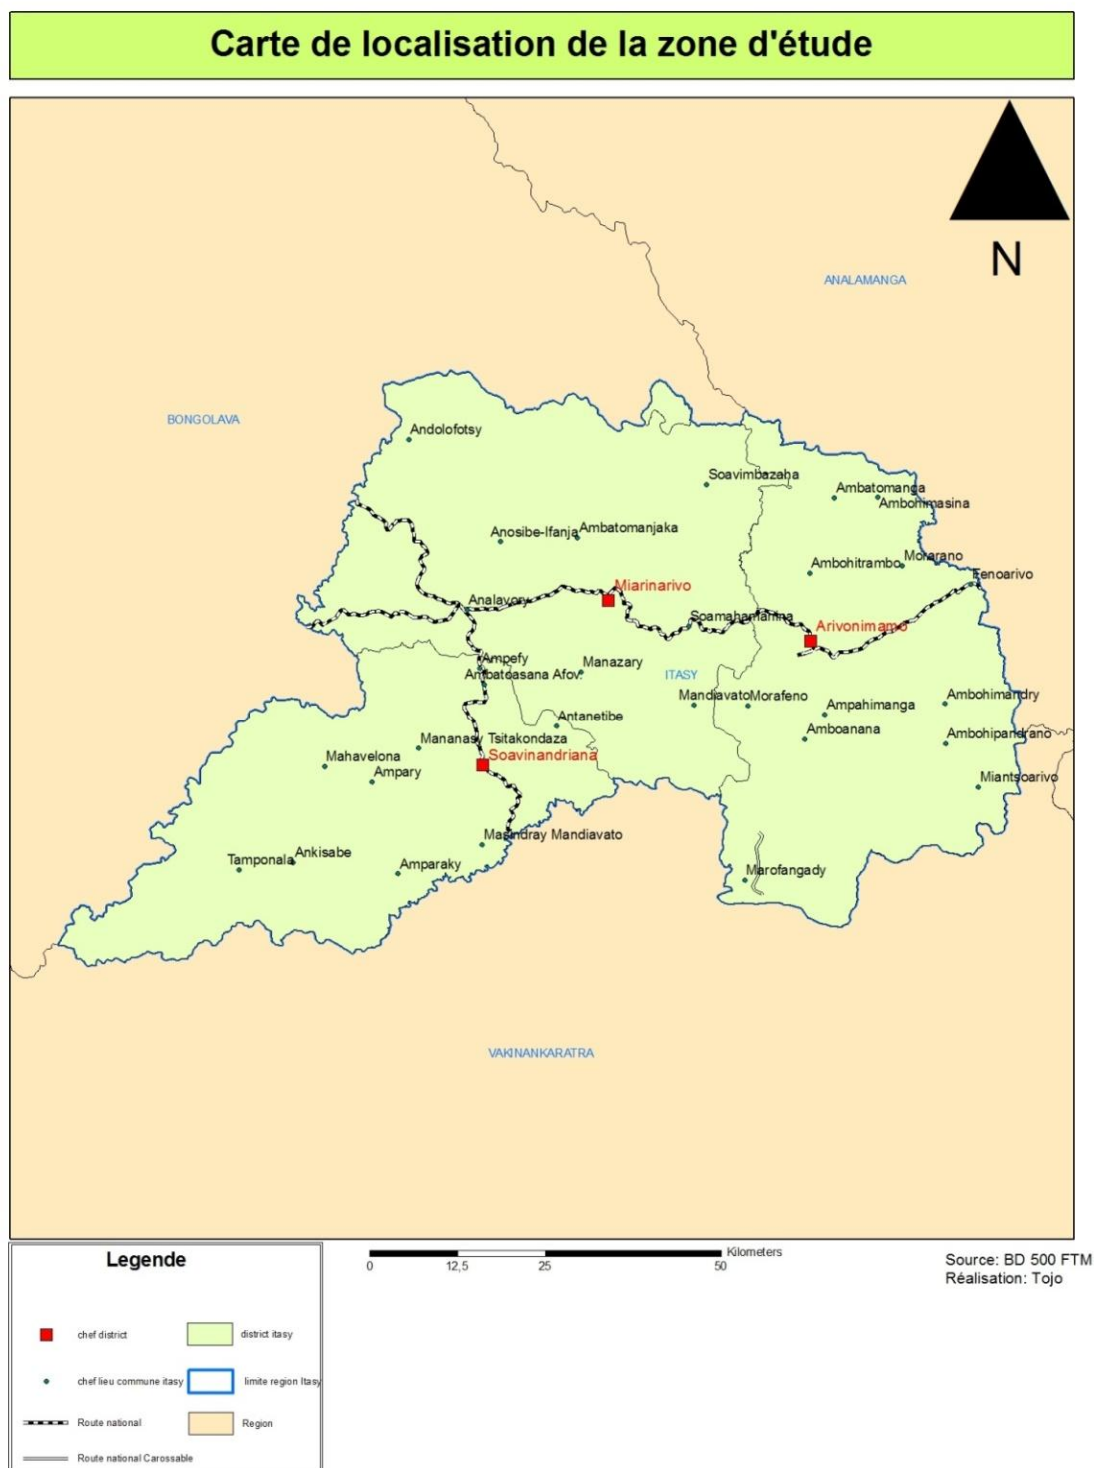 Carte de localisation de la zone d'étude
N
ANALAMANGA
BONGOLAVA
Andolofotsy
Soavimbazaha
Ambatomanga
Ambohimasina
Anosibe-Ifanja
Ambatomanjaka
Ambohitrambo
Morarano
Fenoarivo
Miarinarivo
Analavory
Soamahamanina
Arivonimamo
Ampefy
Manazary
Ambatoasana Afov.
ITASY
Mandiavato
Morafeno
Ambohimandry
Ampahimanga
Antanetibe
Amboanana
Ambohipandrano
Mananasy Tsitakondaza
Soavinandriana
Mahavelona
Ampary
Miantsoarivo
Masindray Mandiavato
Tamponala
Ankisabe
Amparaky
Marofangady
VAKINANKARATRA
Legende
chef district
district itasy
chef lieu commune itasy
limite region Itasy
Route national
Region
Route national Carossable
Kilometers
0 12,5 25 50
Source: BD 500 FTM
Réalisation: Tojo